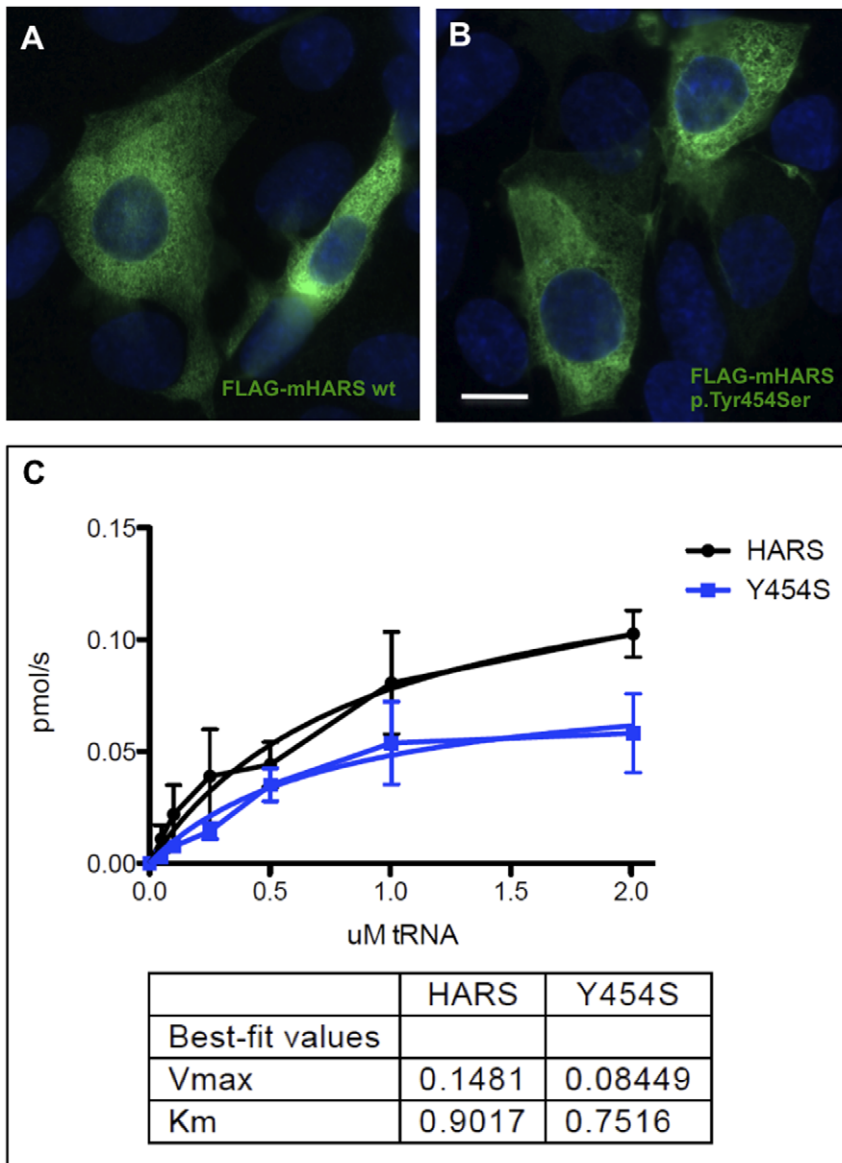 A
FLAG-mHARS wt
B
FLAG-mHARS
p.Tyr454Ser
C
0.15
0.10
0.05
0.00
pmol/s
0.0 0.5 1.0 1.5 2.0
uM tRNA
HARS
Y454S
HARS Y454S
Best-fit values
Vmax 0.1481 0.08449
Km 0.9017 0.7516